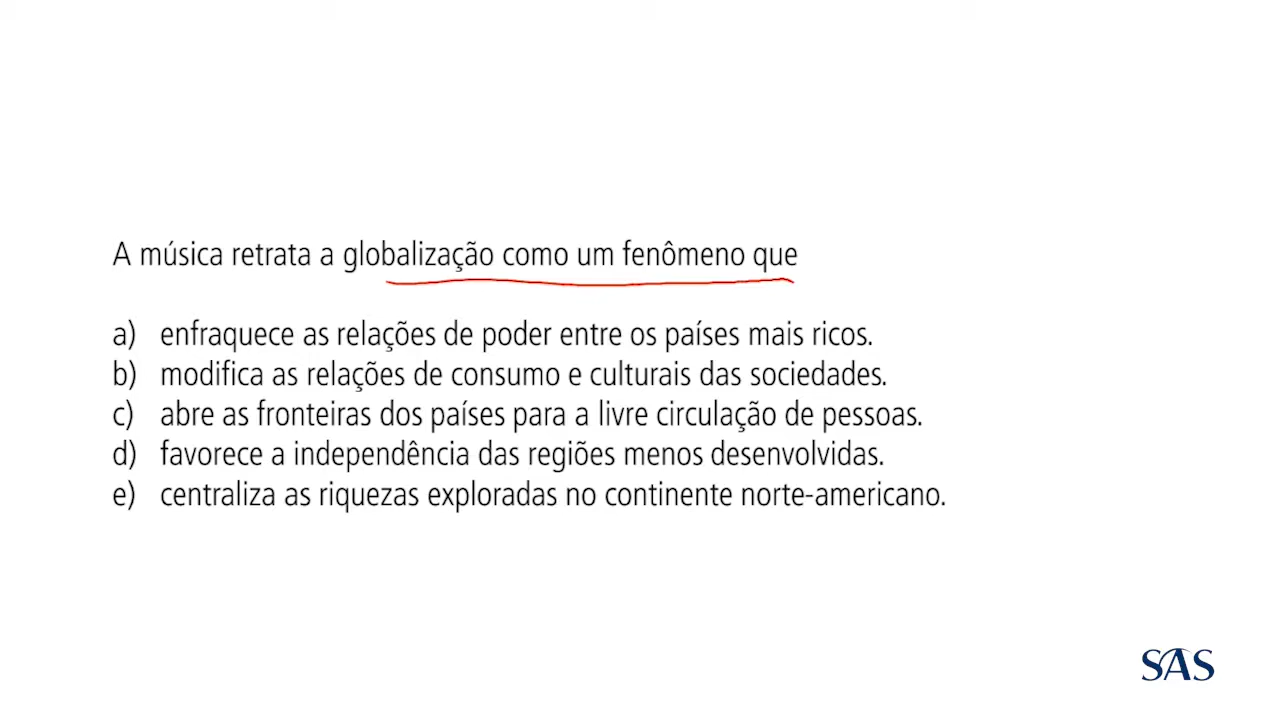 A música retrata a globalização como um fenômeno que
a) enfraquece as relações de poder entre os países mais ricos.
b) modifica as relações de consumo e culturais das sociedades.
c) abre as fronteiras dos países para a livre circulação de pessoas.
d) favorece a independência das regiões menos desenvolvidas.
e) centraliza as riquezas exploradas no continente norte-americano.
SAS